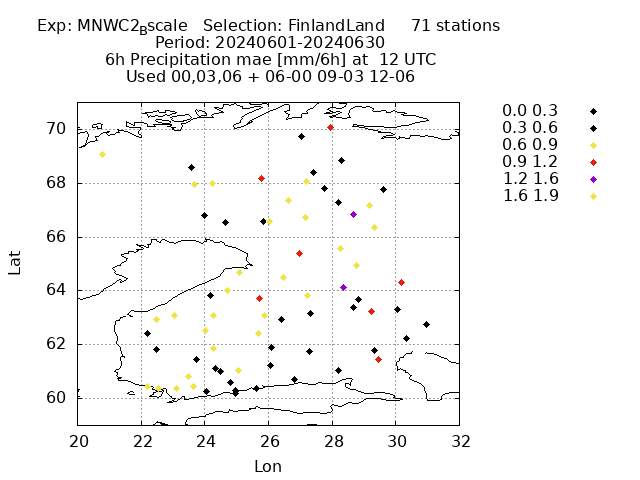 Exp: MNWC2_Bscale   Selection: FinlandLand     71 stations
Period: 20240601-20240630
6h Precipitation mae [mm/6h] at  12 UTC
Used 00,03,06 + 06-00 09-03 12-06
0.0 0.3
0.3 0.6
0.6 0.9
0.9 1.2
1.2 1.6
1.6 1.9
70
68
66
64
62
60
Lat
20 22 24 26 28 30 32
Lon